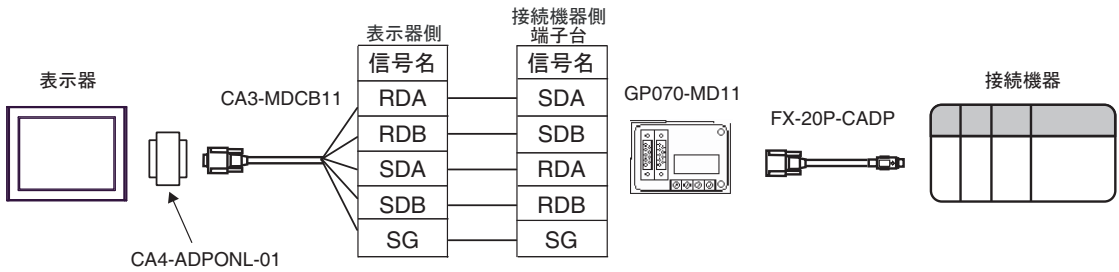 表示器
CA4-ADPONL-01
CA3-MDCB11
表示器側
信号名
RDA
RDB
SDA
SDB
SG
接続機器側
端子台
信号名
SDA
SDB
RDA
RDB
SG
GP070-MD11
FX-20P-CADP
接続機器